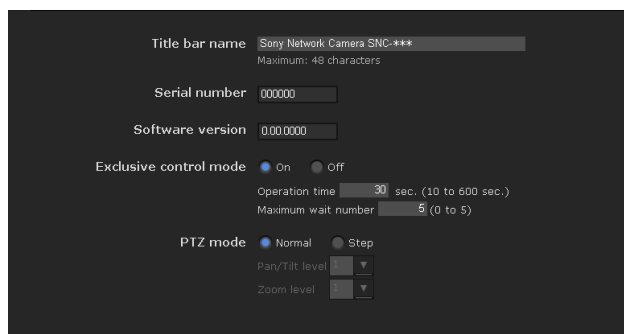 Title bar name Sony Network Camera SNC-***
Maximum: 48 characters
Serial number 000000
Software version 0.00.0000
Exclusive control mode On Off
Operation time 30 sec. (10 to 600 sec.)
Maximum wait number 5 (0 to 5)
PTZ mode Normal Step
Pan/Tilt level 1
Zoom level 1